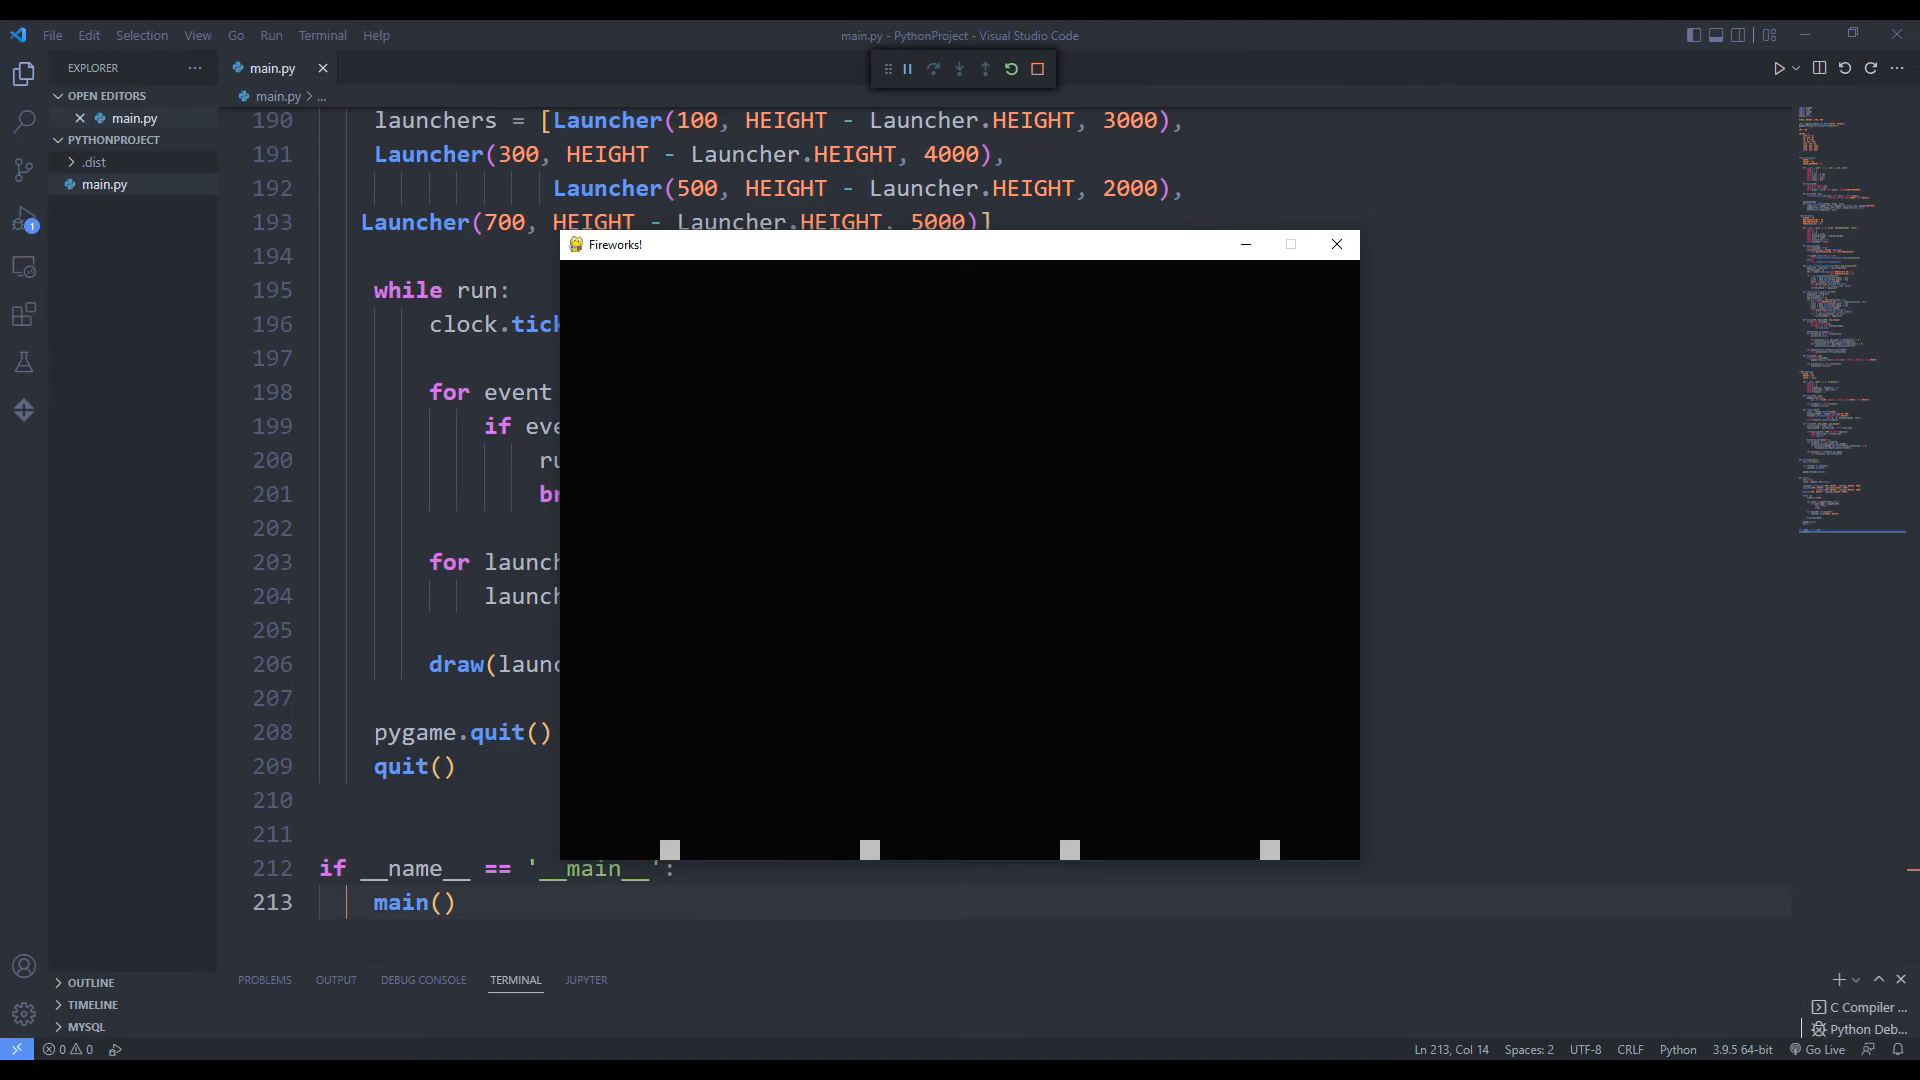 File Edit Selection View Go Run Terminal Help
main.py - PythonProject - Visual Studio Code
EXPLORER
main.py
OPEN EDITORS
main.py
PYTHONPROJECT
.dist
main.py
main.py > ...
190 launchers = [Launcher(100, HEIGHT - Launcher.HEIGHT, 3000),
191 Launcher(300, HEIGHT - Launcher.HEIGHT, 4000),
192 Launcher(500, HEIGHT - Launcher.HEIGHT, 2000),
193 Launcher(700, HEIGHT - Launcher.HEIGHT, 5000)]
Fireworks!
194
195 while run:
196 clock.tick
197
198 for event
199 if eve
200 ru
201 br
202
203 for launch
204 launch
205
206 draw(launc
207
208 pygame.quit()
209 quit()
210
211
212 if __name__ == '__main__':
213 main()
1
OUTLINE
TIMELINE
MYSQL
PROBLEMS OUTPUT DEBUG CONSOLE TERMINAL JUPYTER
C Compiler ...
Python Deb...
0 0
Ln 213, Col 14 Spaces: 2 UTF-8 CRLF Python 3.9.5 64-bit Go Live